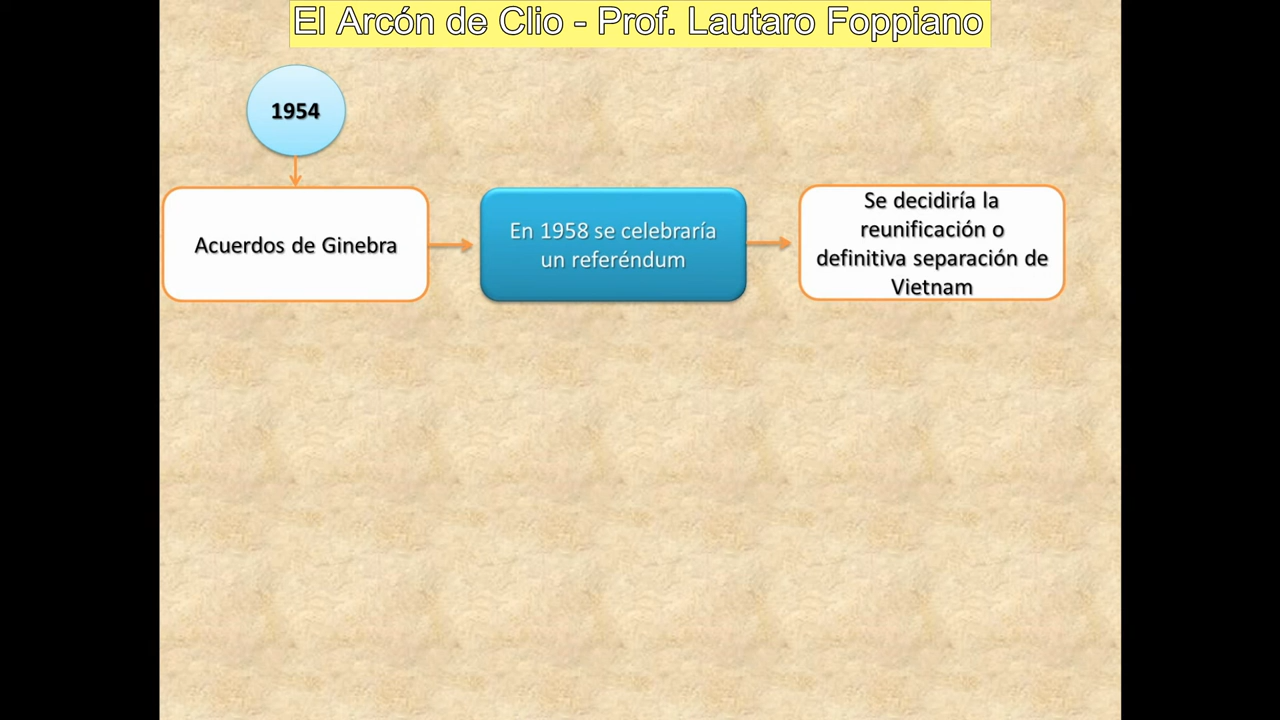 El Arcón de Clio - Prof. Lautaro Foppiano
1954
Acuerdos de Ginebra
En 1958 se celebraría
un referéndum
Se decidiría la
reunificación o
definitiva separación de
Vietnam